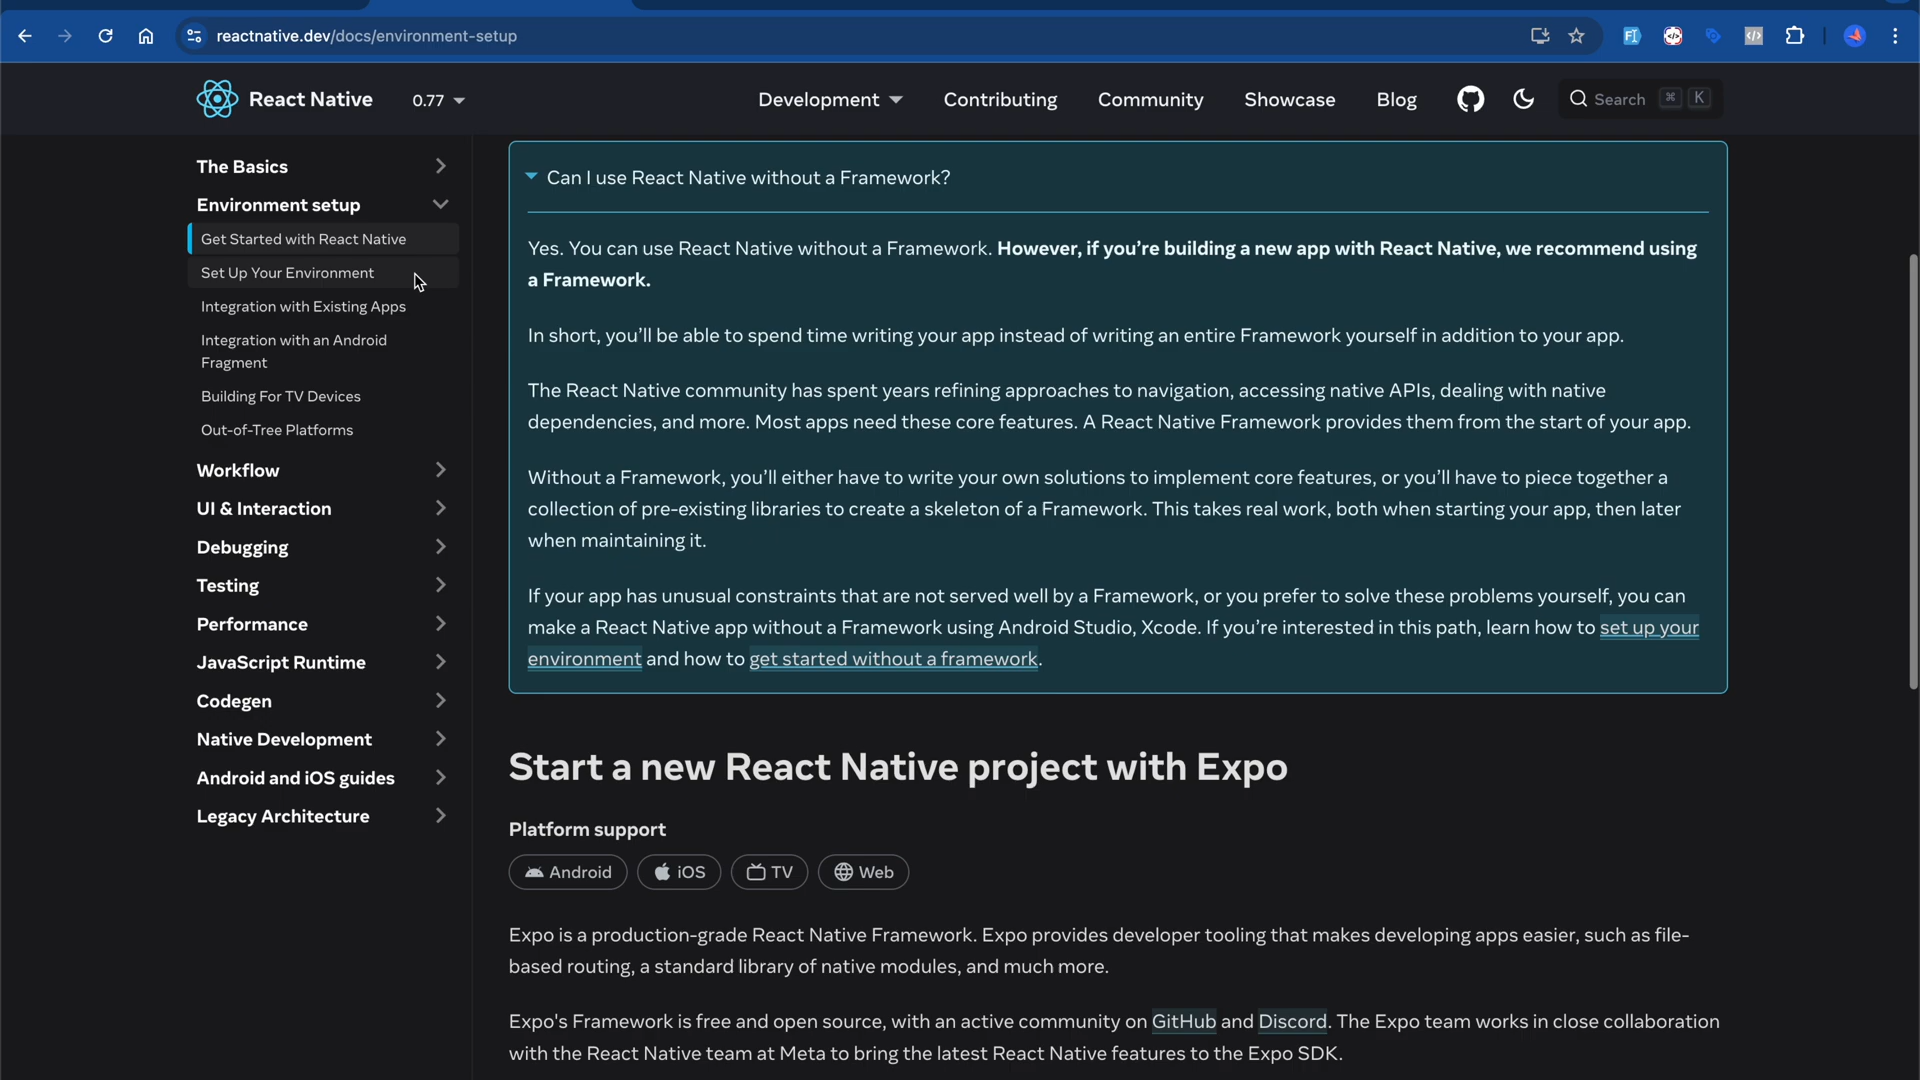 reactnative.dev/docs/environment-setup
React Native
0.77
Development
Contributing
Community
Showcase
Blog
Search
⌘ K
The Basics
Environment setup
Get Started with React Native
Set Up Your Environment
Integration with Existing Apps
Integration with an Android
Fragment
Building For TV Devices
Out-of-Tree Platforms
Workflow
UI & Interaction
Debugging
Testing
Performance
JavaScript Runtime
Codegen
Native Development
Android and iOS guides
Legacy Architecture
Can I use React Native without a Framework?
Yes. You can use React Native without a Framework. However, if you’re building a new app with React Native, we recommend using
a Framework.
In short, you’ll be able to spend time writing your app instead of writing an entire Framework yourself in addition to your app.
The React Native community has spent years refining approaches to navigation, accessing native APIs, dealing with native
dependencies, and more. Most apps need these core features. A React Native Framework provides them from the start of your app.
Without a Framework, you’ll either have to write your own solutions to implement core features, or you’ll have to piece together a
collection of pre-existing libraries to create a skeleton of a Framework. This takes real work, both when starting your app, then later
when maintaining it.
If your app has unusual constraints that are not served well by a Framework, or you prefer to solve these problems yourself, you can
make a React Native app without a Framework using Android Studio, Xcode. If you’re interested in this path, learn how to set up your
environment and how to get started without a framework.
Start a new React Native project with Expo
Platform support
Android
iOS
TV
Web
Expo is a production-grade React Native Framework. Expo provides developer tooling that makes developing apps easier, such as file-
based routing, a standard library of native modules, and much more.
Expo's Framework is free and open source, with an active community on GitHub and Discord. The Expo team works in close collaboration
with the React Native team at Meta to bring the latest React Native features to the Expo SDK.